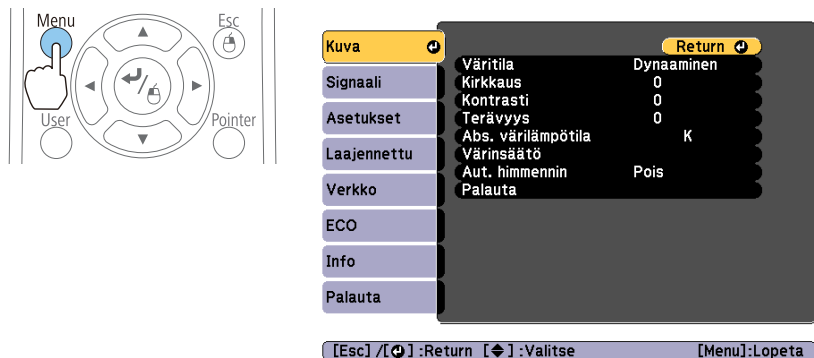 Menu
Esc
User
Pointer
Kuva
Signaali
Asetukset
Laajennettu
Verkko
ECO
Info
Palauta
Return
Väritila Dynaaminen
Kirkkaus 0
Kontrasti 0
Terävyys 0
Abs. värilämpötila K
Värinsäätö
Aut. himmennin Pois
Palauta
[Esc] /[ ] :Return [ ] :Valitse [Menu]:Lopeta